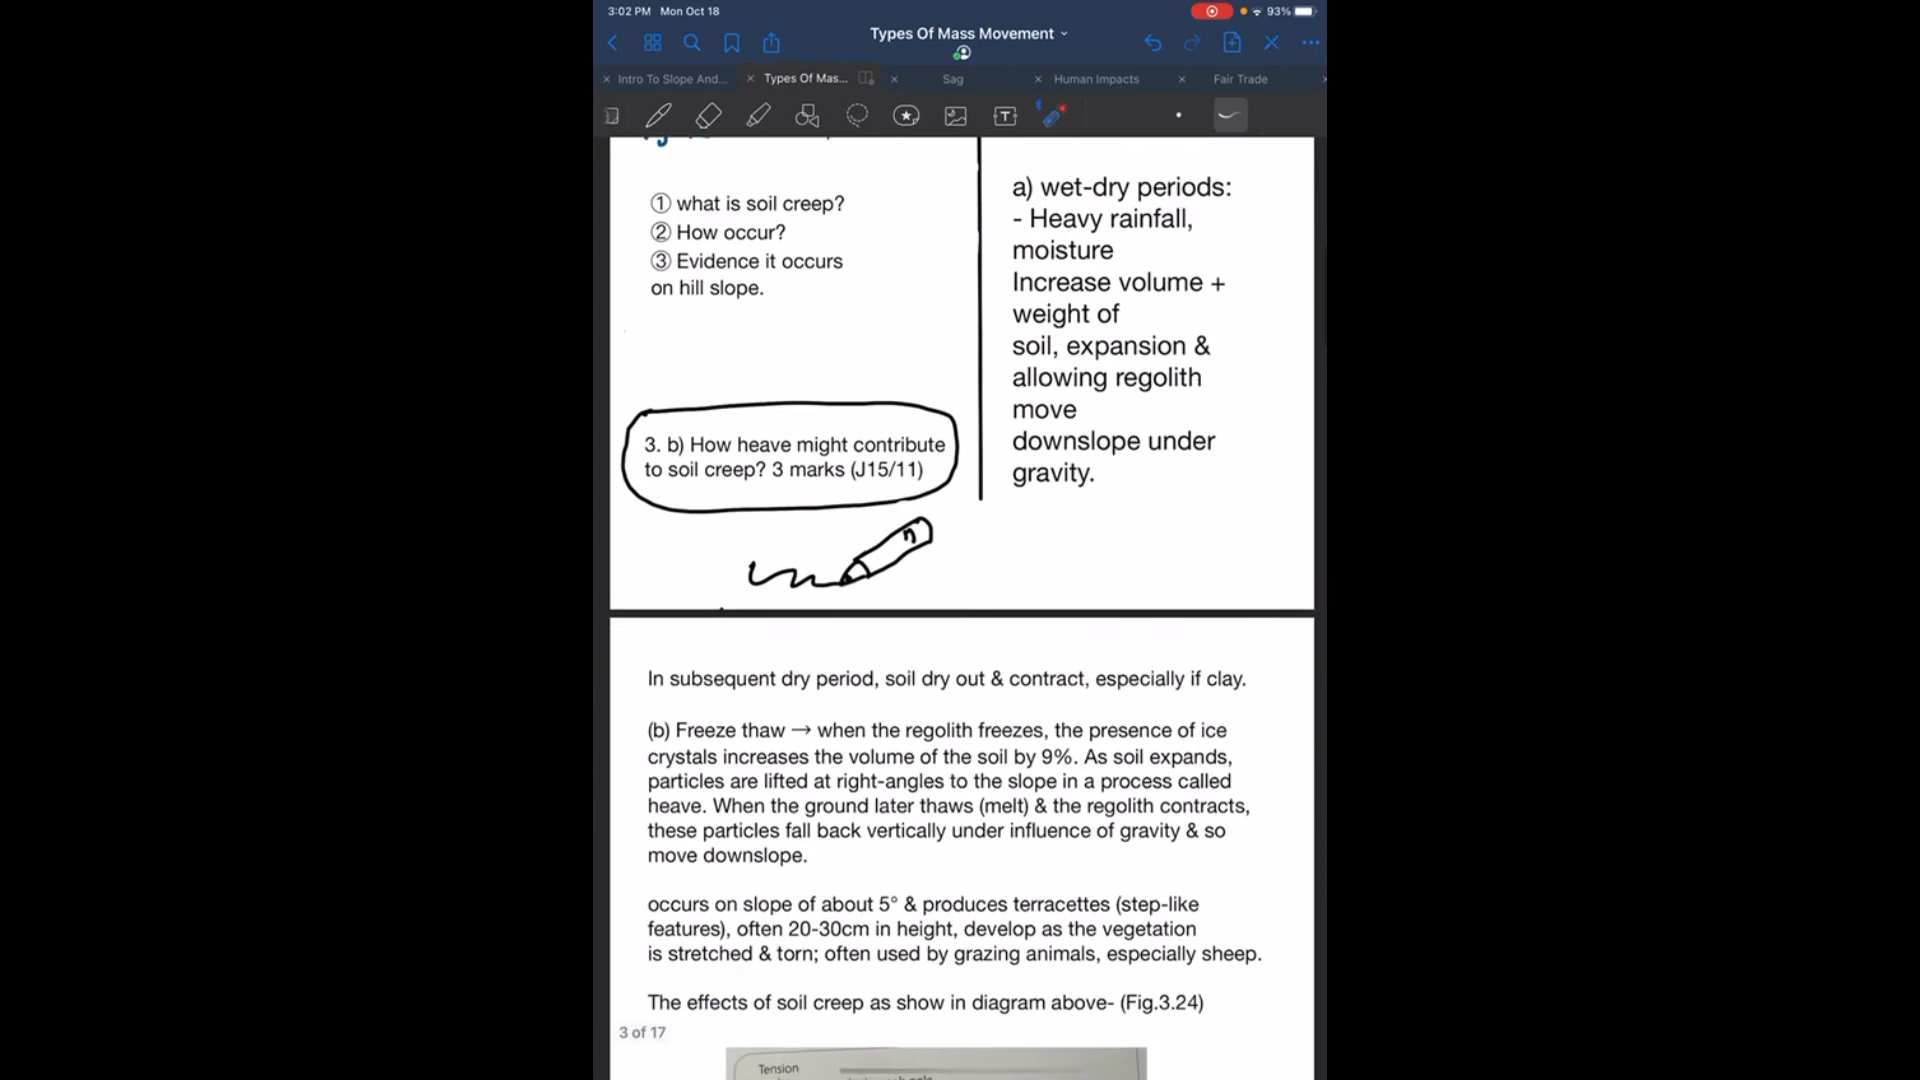 3:02 PM Mon Oct 18
93%
Types Of Mass Movement
Intro To Slope And...
Types Of Mas...
Sag
Human Impacts
Fair Trade
① what is soil creep?
② How occur?
③ Evidence it occurs
on hill slope.
3. b) How heave might contribute
to soil creep? 3 marks (J15/11)
a) wet-dry periods:
- Heavy rainfall,
moisture
Increase volume +
weight of
soil, expansion &
allowing regolith
move
downslope under
gravity.
In subsequent dry period, soil dry out & contract, especially if clay.
(b) Freeze thaw → when the regolith freezes, the presence of ice
crystals increases the volume of the soil by 9%. As soil expands,
particles are lifted at right-angles to the slope in a process called
heave. When the ground later thaws (melt) & the regolith contracts,
these particles fall back vertically under influence of gravity & so
move downslope.
occurs on slope of about 5° & produces terracettes (step-like
features), often 20-30cm in height, develop as the vegetation
is stretched & torn; often used by grazing animals, especially sheep.
The effects of soil creep as show in diagram above- (Fig.3.24)
3 of 17
Tension